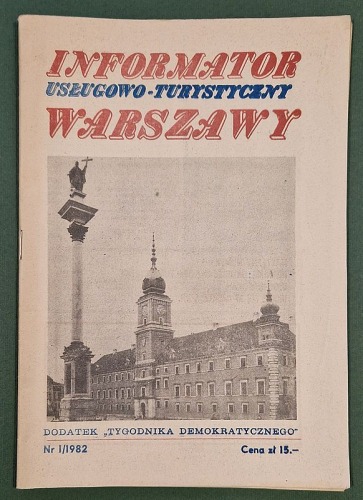 INFORMATOR
USŁUGOWO-TURYSTYCZNY
WARSZAWY
DODATEK „TYGODNIKA DEMOKRATYCZNEGO"
Nr 1/1982 Cena zł 15.—